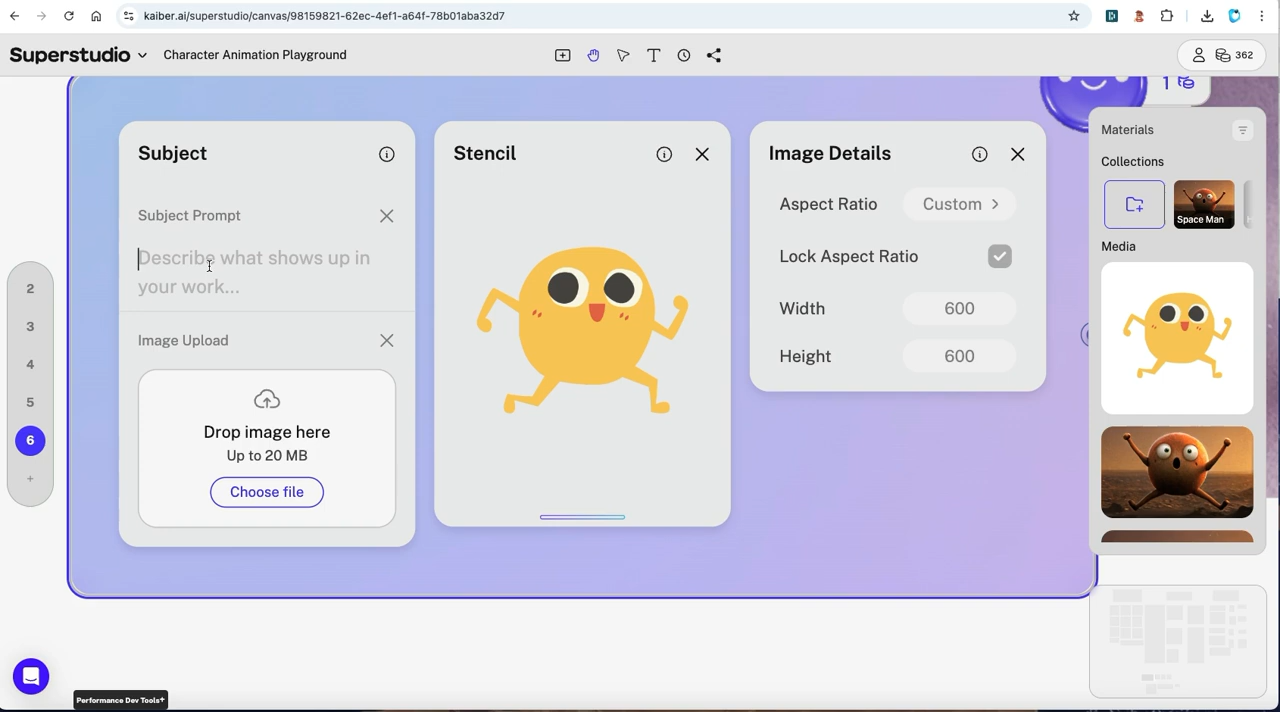 kaiber.ai/superstudio/canvas/98159821-62ec-4ef1-a64f-78b01aba32d7
Superstudio
Character Animation Playground
362
1
Subject
Stencil
Image Details
Materials
Collections
Space Man
Media
Subject Prompt
Describe what shows up in
your work...
Image Upload
Drop image here
Up to 20 MB
Choose file
Aspect Ratio
Custom
Lock Aspect Ratio
Width
600
Height
600
2
3
4
5
6
+
Performance Dev Tools+